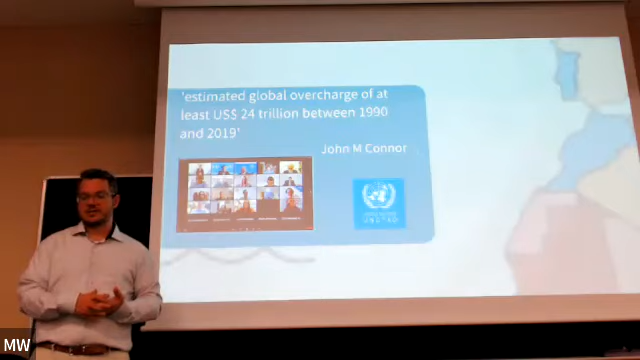 'estimated global overcharge of at
least US$ 24 trillion between 1990
and 2019'
John M Connor
MW